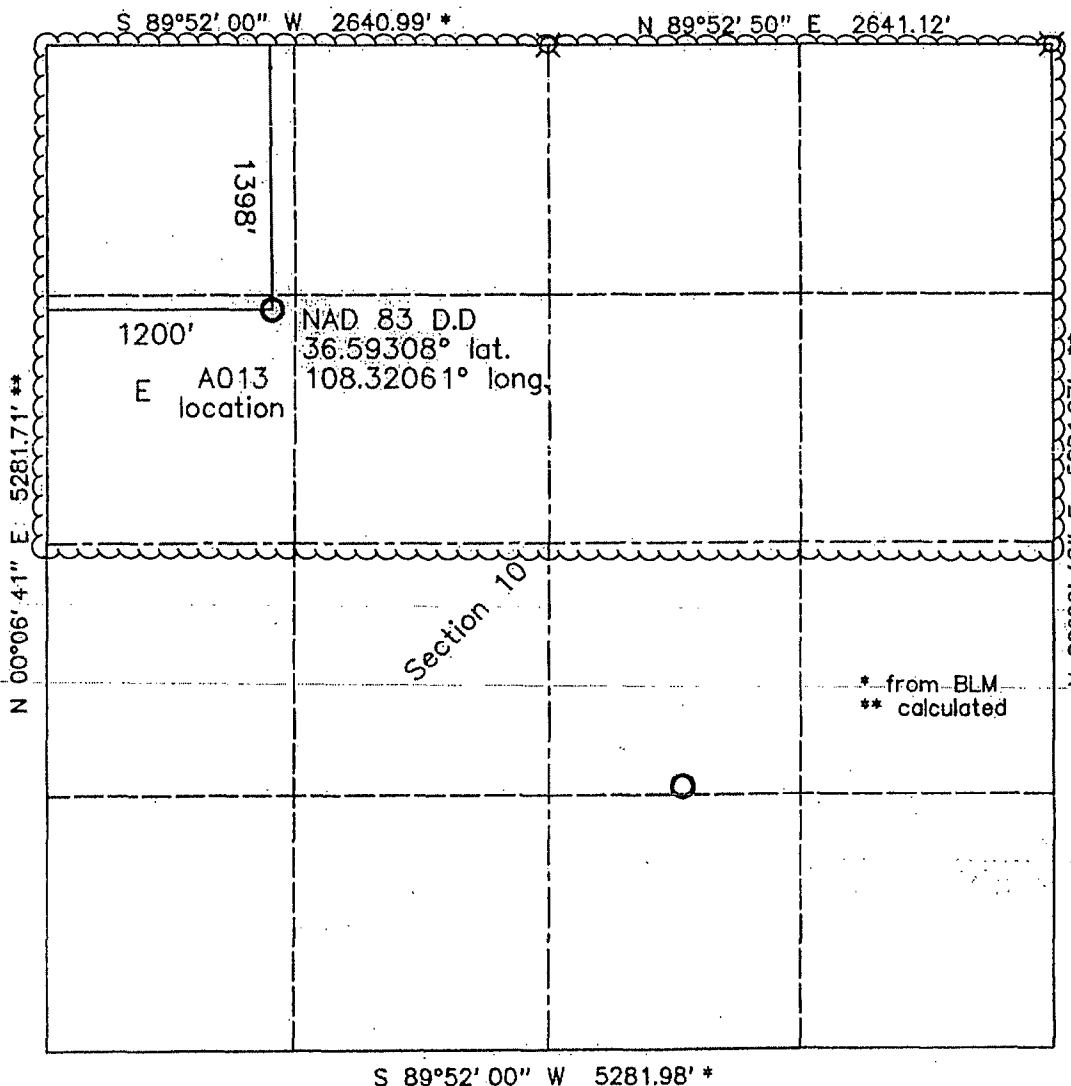 S 89°52'00" W 2640.99' *
N 89°52'50" E 2641.12'
1398'
1200'
NAD 83 D.D
36.59308° lat.
108.32061° long.
E
A013
location
N 00°06'41" E 5281.71' **
Section 10
* from BLM
** calculated
S 89°52'00" W 5281.98' *